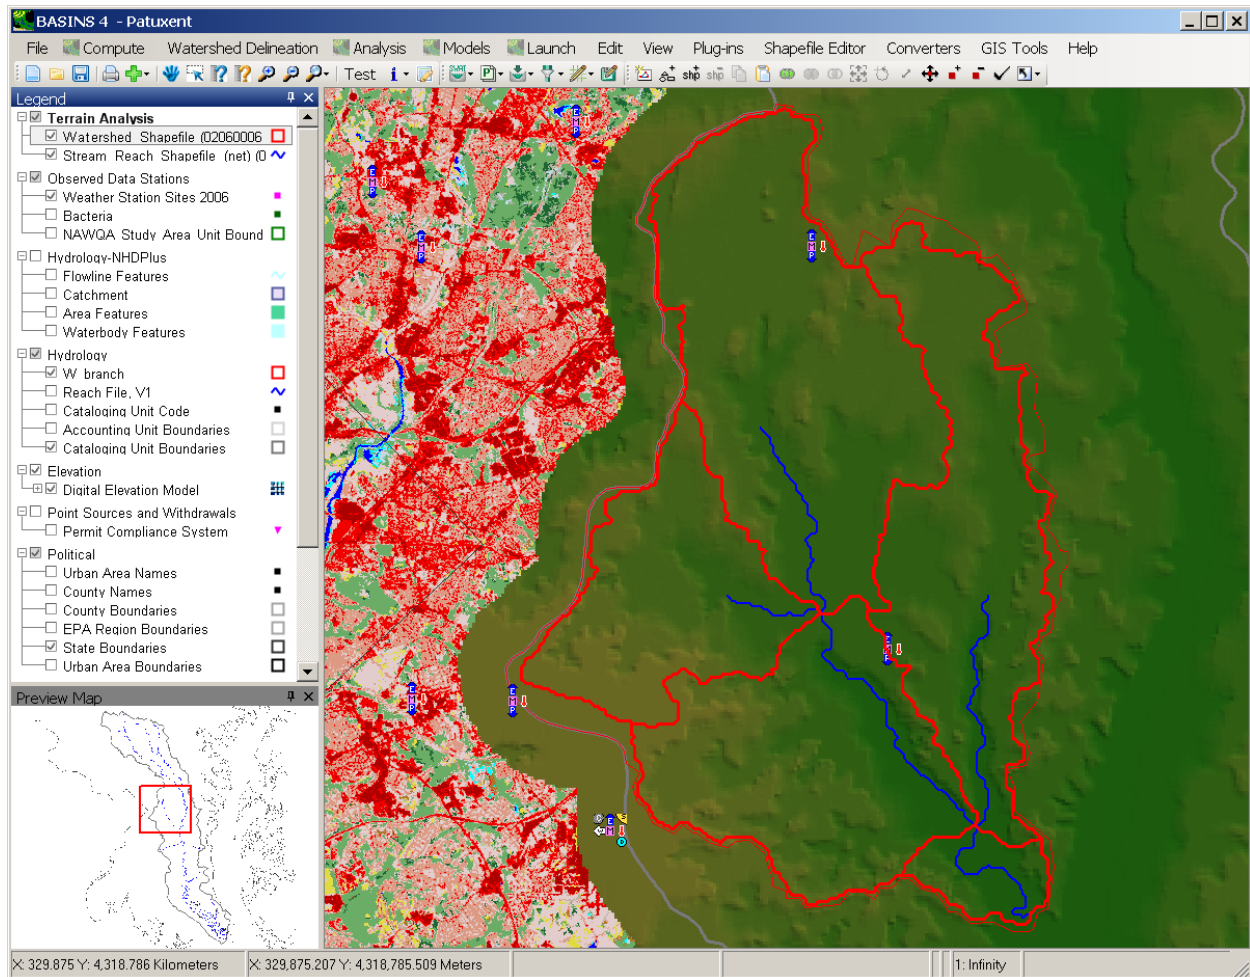 BASINS 4 - Patuxent
File Compute Watershed Delineation Analysis Models Launch Edit View Plug-ins Shapefile Editor Converters GIS Tools Help
Test
shp shp
Legend
Terrain Analysis
Watershed Shapefile (02060006
Stream Reach Shapefile (net) (0
Observed Data Stations
Weather Station Sites 2006
Bacteria
NAWQA Study Area Unit Bound
Hydrology-NHDPlus
Flowline Features
Catchment
Area Features
Waterbody Features
Hydrology
W_branch
Reach File, V1
Cataloging Unit Code
Accounting Unit Boundaries
Cataloging Unit Boundaries
Elevation
Digital Elevation Model
Point Sources and Withdrawals
Permit Compliance System
Political
Urban Area Names
County Names
County Boundaries
EPA Region Boundaries
State Boundaries
Urban Area Boundaries
Preview Map
X: 329.875 Y: 4,318.786 Kilometers
X: 329,875.207 Y: 4,318,785.509 Meters
1: Infinity